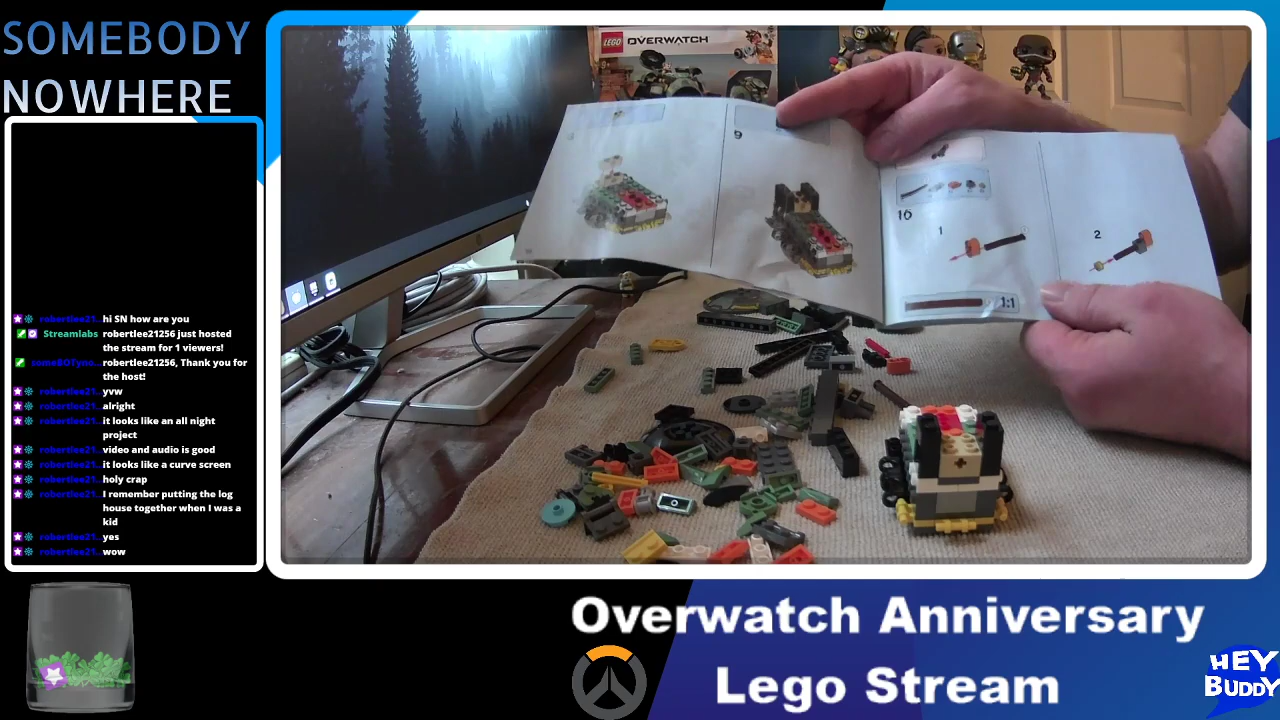 SOMEBODY
NOWHERE
LEGO OVERWATCH
9
10
1
2
1:1
robertlee21.. hi SN how are you
Streamlabs robertlee21256 just hosted
the stream for 1 viewers!
someBOTyno.. robertlee21256, Thank you for
the host!
robertlee21.. yvw
robertlee21.. alright
robertlee21.. it looks like an all night
project
robertlee21.. video and audio is good
robertlee21.. it looks like a curve screen
robertlee21.. holy crap
robertlee21.. I remember putting the log
house together when I was a
kid
robertlee21.. yes
robertlee21.. wow
Overwatch Anniversary
Lego Stream
HEY
BUDDY